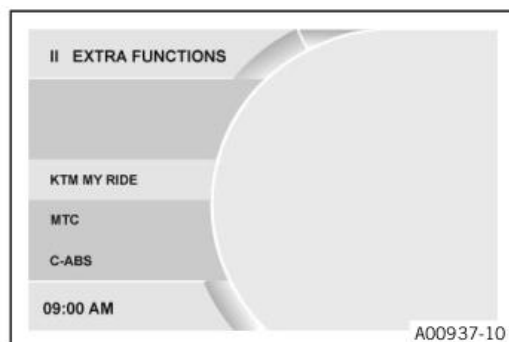 II EXTRA FUNCTIONS
KTM MY RIDE
MTC
C-ABS
09:00 AM
A00937-10